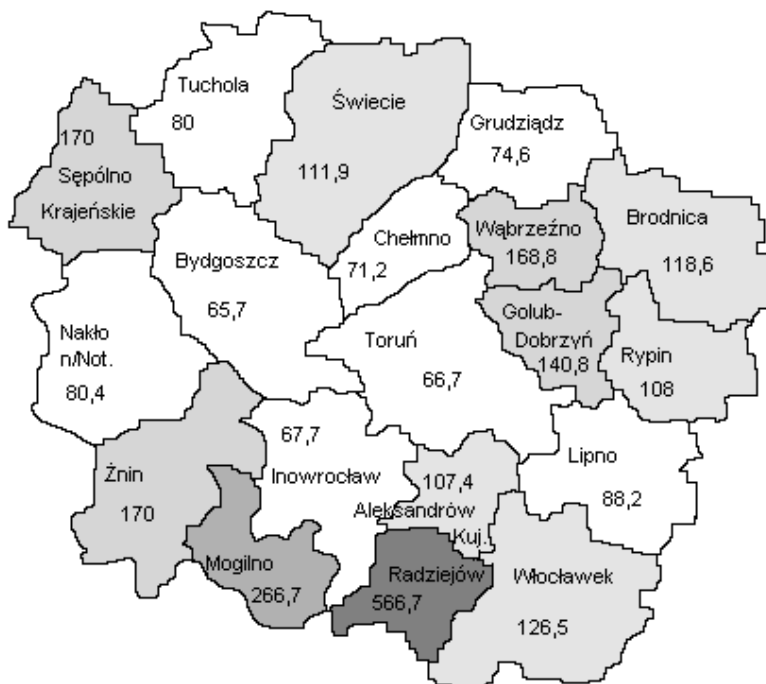 Tuchola
80
Świecie
111,9
Grudziądz
74,6
170
Sępólno
Krajeńskie
Bydgoszcz
65,7
Chełmno
71,2
Wąbrzeźno
168,8
Brodnica
118,6
Nakło
n/Not.
80,4
Toruń
66,7
Golub-
Dobrzyń
140,8
Rypin
108
Żnin
170
67,7
Inowrocław
107,4
Aleksandrów
Kuj.
Lipno
88,2
Mogilno
266,7
Radziejów
566,7
Włocławek
126,5